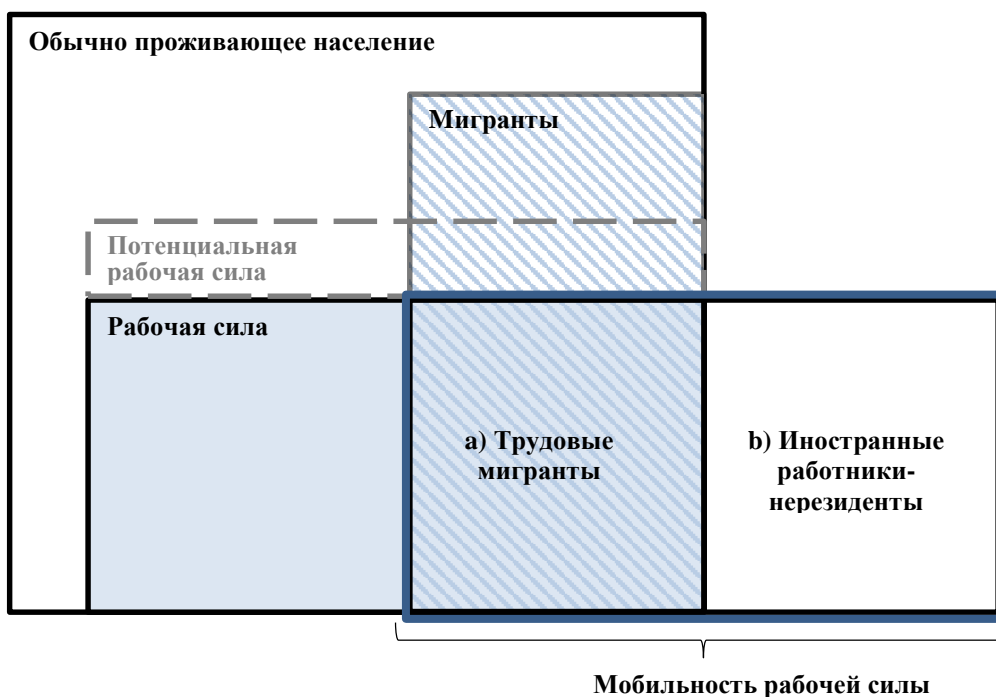 Обычно проживающее население
Мигранты
Потенциальная
рабочая сила
Рабочая сила
a) Трудовые
мигранты
b) Иностранные
работники-
нерезиденты
Мобильность рабочей силы